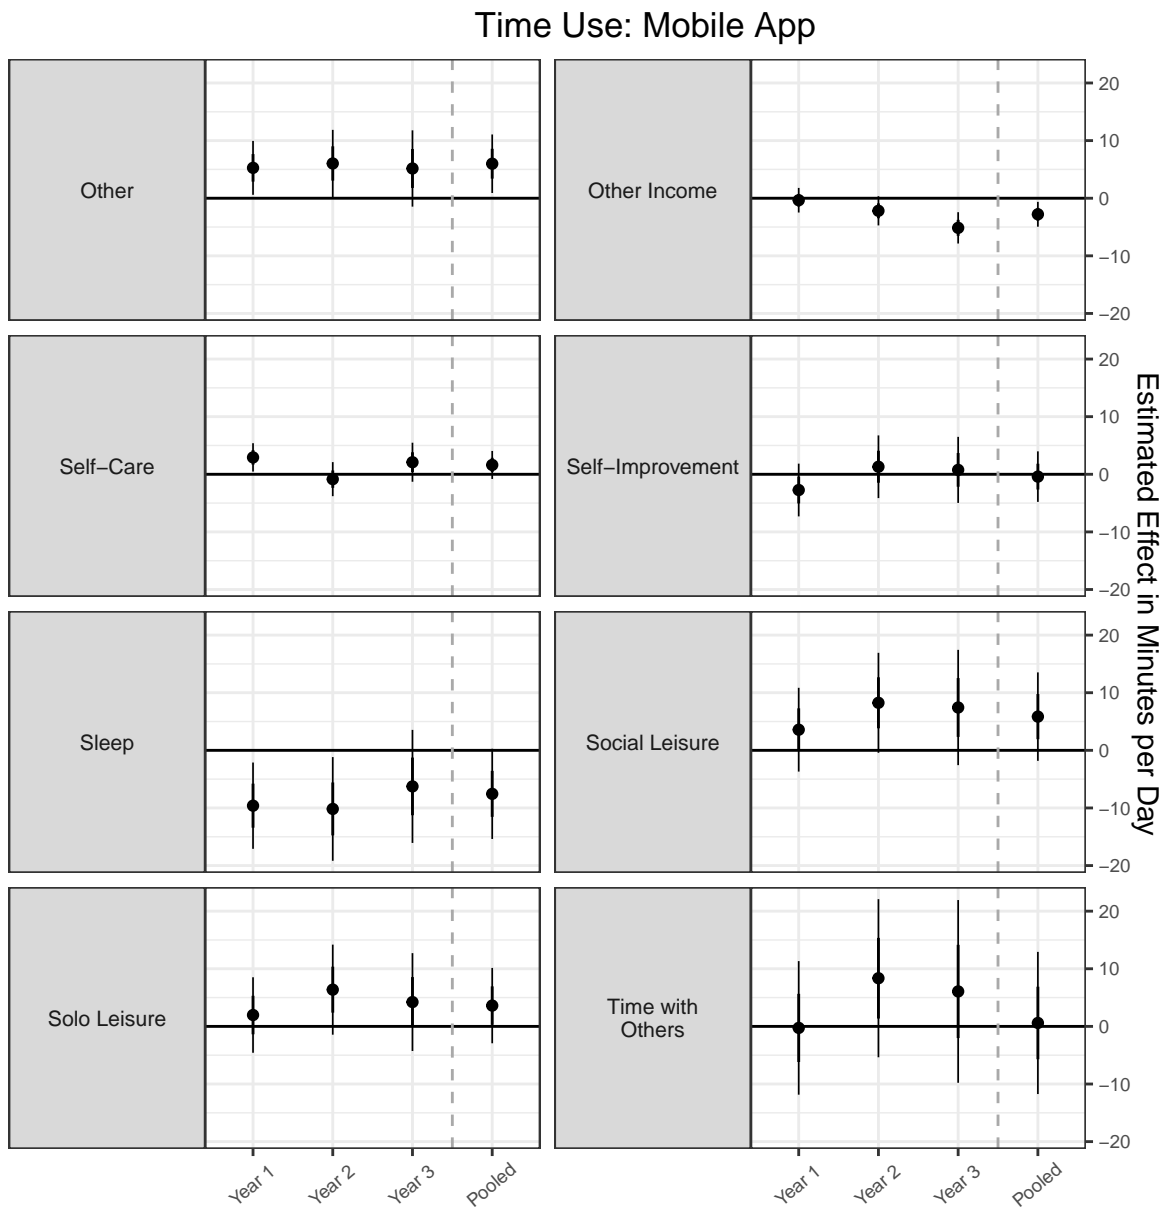 Time Use: Mobile App
Other
Other Income
20
10
0
−10
−20
Self−Care
Self−Improvement
20
10
0
−10
−20
Sleep
Social Leisure
20
10
0
−10
−20
Solo Leisure
Time with
Others
20
10
0
−10
−20
Estimated Effect in Minutes per Day
Year 1
Year 2
Year 3
Pooled
Year 1
Year 2
Year 3
Pooled